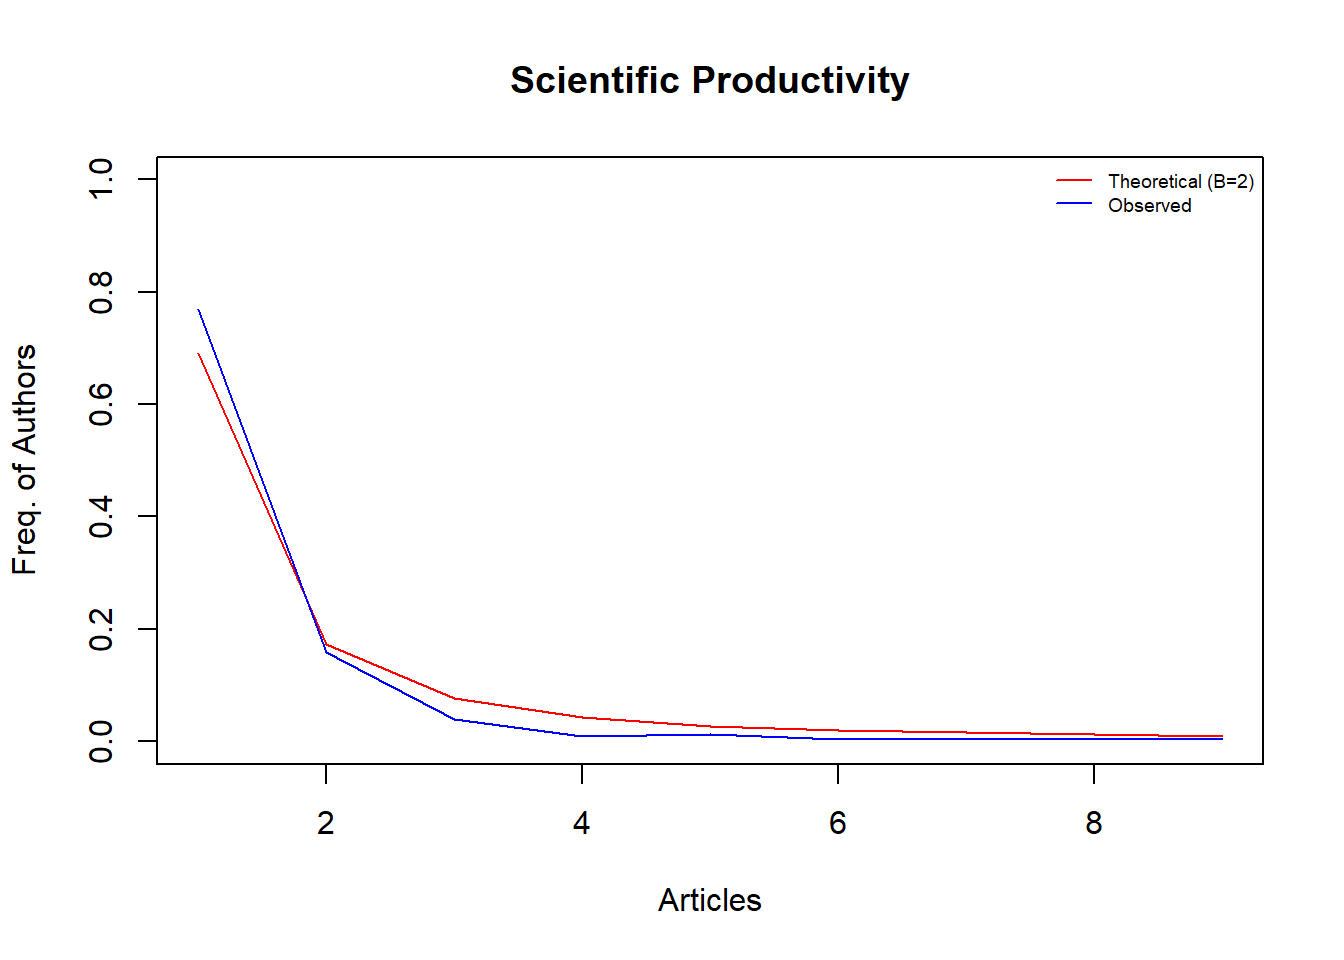 Scientific Productivity
Theoretical (B=2)
Observed
Freq. of Authors
1.0
0.8
0.6
0.4
0.2
0.0
2 4 6 8
Articles